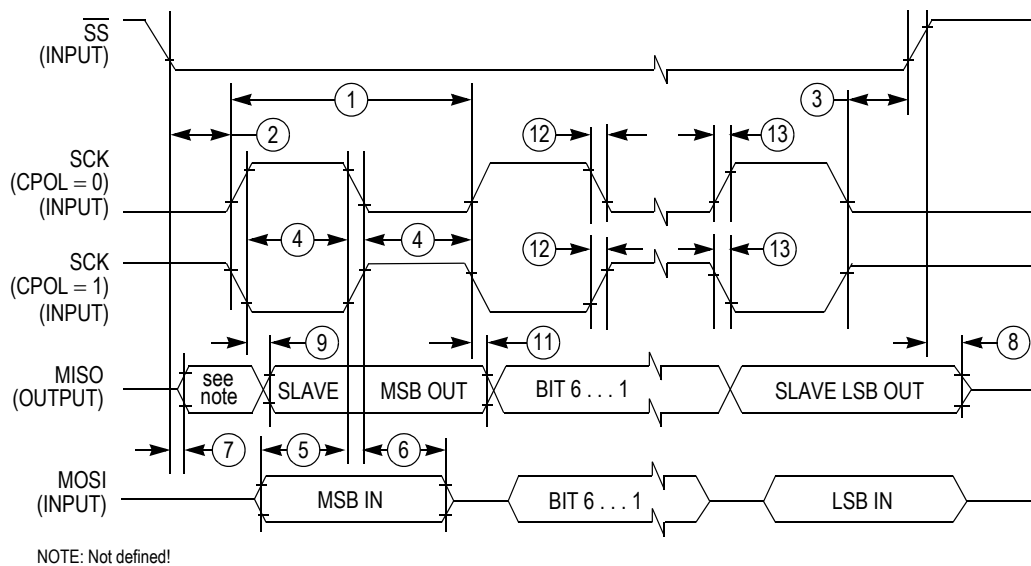 SS
(INPUT)
1
3
2
12
13
SCK
(CPOL = 0)
(INPUT)
4
4
12
13
SCK
(CPOL = 1)
(INPUT)
9
11
8
MISO
(OUTPUT)
see
note
SLAVE
MSB OUT
BIT 6 . . . 1
SLAVE LSB OUT
7
5
6
MOSI
(INPUT)
MSB IN
BIT 6 . . . 1
LSB IN
NOTE: Not defined!